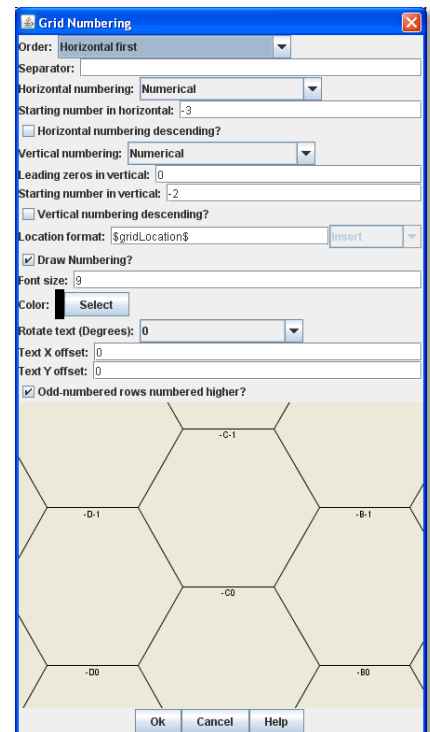 Grid Numbering
Order: Horizontal first
Separator:
Horizontal numbering: Numerical
Starting number in horizontal: -3
Horizontal numbering descending?
Vertical numbering: Numerical
Leading zeros in vertical: 0
Starting number in vertical: -2
Vertical numbering descending?
Location format: $gridLocation$ Insert
Draw Numbering?
Font size: 9
Color: Select
Rotate text (Degrees): 0
Text X offset: 0
Text Y offset: 0
Odd-numbered rows numbered higher?
-C-1
-D-1 -B-1
-C0
-D0 -B0
Ok Cancel Help